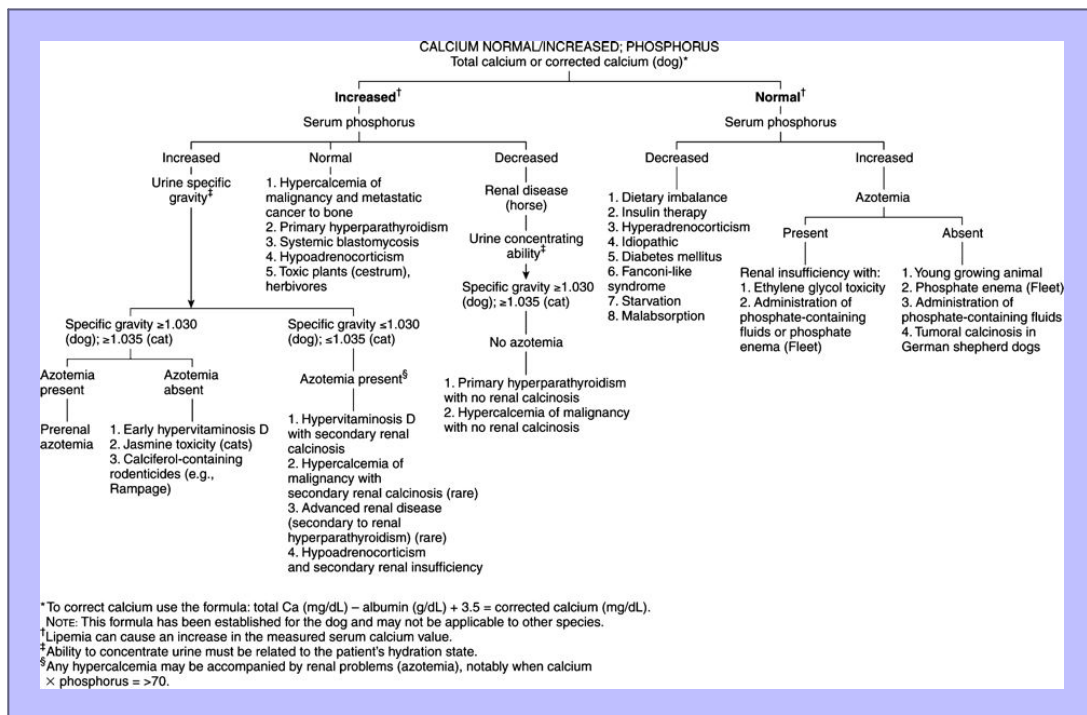 CALCIUM NORMAL/INCREASED; PHOSPHORUS
Total calcium or corrected calcium (dog)*
Increased†
Serum phosphorus
Increased
Urine specific
gravity‡
Specific gravity ≥1.030
(dog); ≥1.035 (cat)
Azotemia
present
Prerenal
azotemia
Azotemia
absent
1. Early hypervitaminosis D
2. Jasmine toxicity (cats)
3. Calciferol-containing
rodenticides (e.g.,
Rampage)
Specific gravity ≤1.030
(dog); ≤1.035 (cat)
Azotemia present§
1. Hypervitaminosis D
with secondary renal
calcinosis
2. Hypercalcemia of
malignancy with
secondary renal calcinosis (rare)
3. Advanced renal disease
(secondary to renal
hyperparathyroidism) (rare)
4. Hypoadrenocorticism
and secondary renal insufficiency
Normal
1. Hypercalcemia of
malignancy and metastatic
cancer to bone
2. Primary hyperparathyroidism
3. Systemic blastomycosis
4. Hypoadrenocorticism
5. Toxic plants (cestrum),
herbivores
Decreased
Renal disease
(horse)
Urine concentrating
ability‡
Specific gravity ≥1.030
(dog); ≥1.035 (cat)
No azotemia
1. Primary hyperparathyroidism
with no renal calcinosis
2. Hypercalcemia of malignancy
with no renal calcinosis
Normal†
Serum phosphorus
Decreased
1. Dietary imbalance
2. Insulin therapy
3. Hyperadrenocorticism
4. Idiopathic
5. Diabetes mellitus
6. Fanconi-like
syndrome
7. Starvation
8. Malabsorption
Increased
Azotemia
Present
Renal insufficiency with:
1. Ethylene glycol toxicity
2. Administration of
phosphate-containing
fluids or phosphate
enema (Fleet)
Absent
1. Young growing animal
2. Phosphate enema (Fleet)
3. Administration of
phosphate-containing fluids
4. Tumoral calcinosis in
German shepherd dogs
*To correct calcium use the formula: total Ca (mg/dL) – albumin (g/dL) + 3.5 = corrected calcium (mg/dL).
NOTE: This formula has been established for the dog and may not be applicable to other species.
†Lipemia can cause an increase in the measured serum calcium value.
‡Ability to concentrate urine must be related to the patient's hydration state.
§Any hypercalcemia may be accompanied by renal problems (azotemia), notably when calcium
× phosphorus = >70.